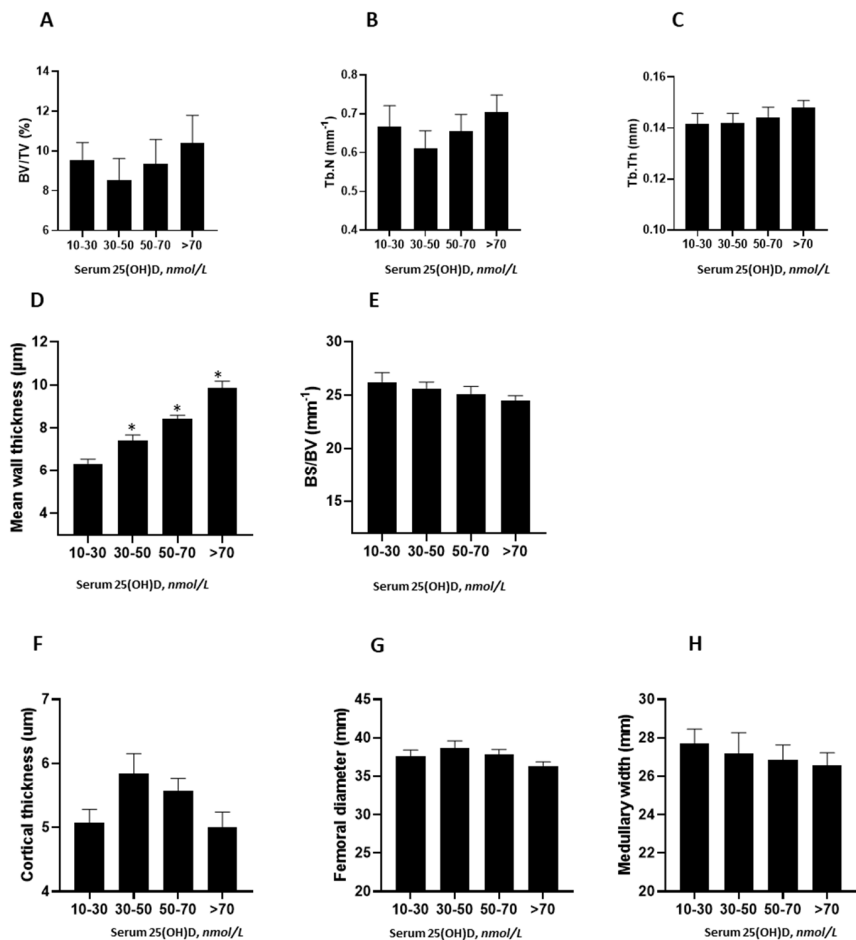 A
B
C
14
12
10
8
6
BV/TV (%)
10-30 30-50 50-70 >70
Serum 25(OH)D, nmol/L
0.8
0.7
0.6
0.5
0.4
Tb.N (mm⁻¹)
10-30 30-50 50-70 >70
Serum 25(OH)D, nmol/L
0.16
0.14
0.12
0.10
Tb.Th (mm)
10-30 30-50 50-70 >70
Serum 25(OH)D, nmol/L
D
E
12
10
8
6
4
Mean wall thickness (µm)
* * *
10-30 30-50 50-70 >70
Serum 25(OH)D, nmol/L
30
25
20
15
BS/BV (mm⁻¹)
10-30 30-50 50-70 >70
Serum 25(OH)D, nmol/L
F
G
H
7
6
5
4
Cortical thickness (um)
10-30 30-50 50-70 >70
Serum 25(OH)D, nmol/L
45
40
35
30
25
20
Femoral diameter (mm)
10-30 30-50 50-70 >70
Serum 25(OH)D, nmol/L
30
28
26
24
22
20
Medullary width (mm)
10-30 30-50 50-70 >70
Serum 25(OH)D, nmol/L